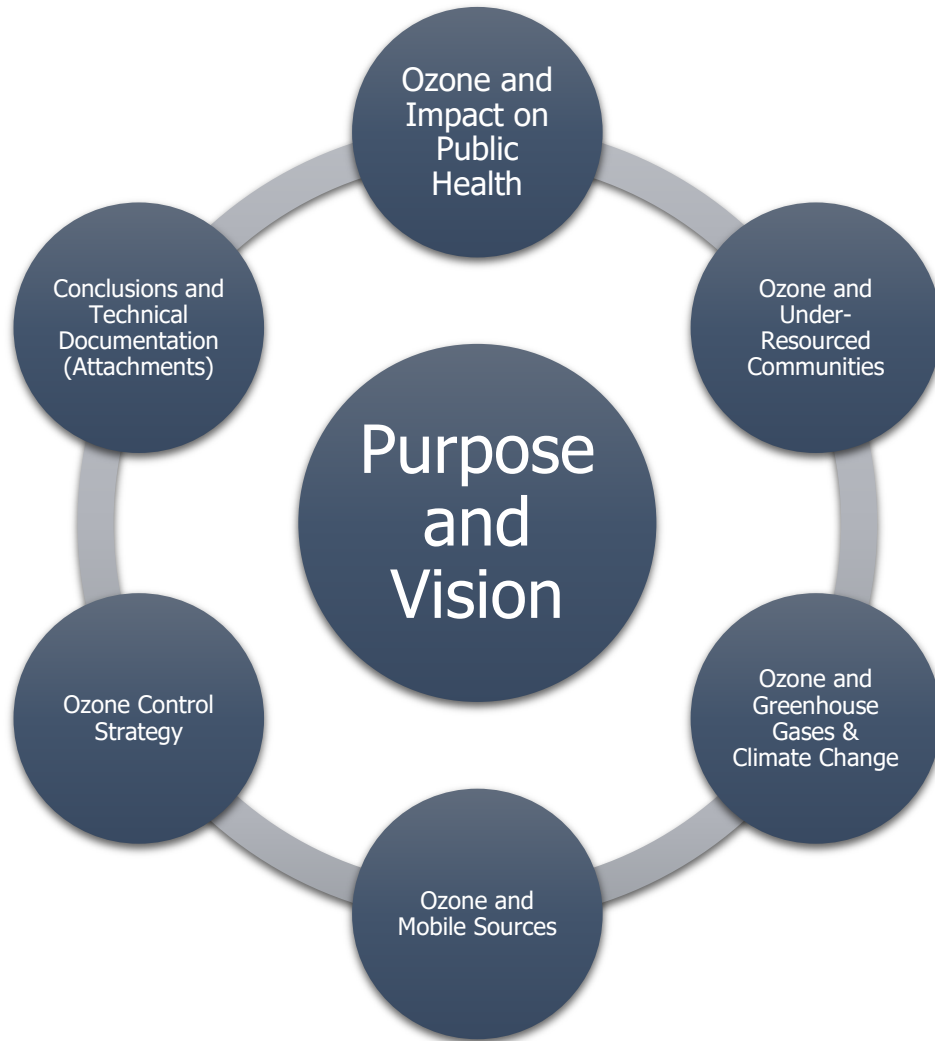 Ozone and
Impact on
Public
Health
Ozone and
Under-
Resourced
Communities
Ozone and
Greenhouse
Gases &
Climate Change
Ozone and
Mobile Sources
Ozone Control
Strategy
Conclusions and
Technical
Documentation
(Attachments)
Purpose
and
Vision